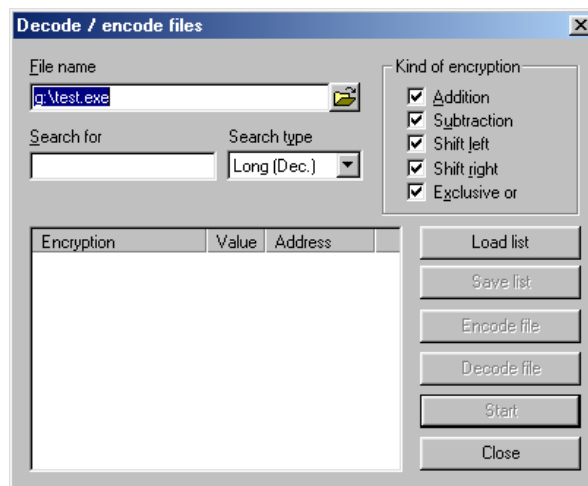 Decode / encode files
File name
g:\test.exe
Search for
Search type
Long (Dec.)
Kind of encryption
Addition
Subtraction
Shift left
Shift right
Exclusive or
Encryption Value Address
Load list
Save list
Encode file
Decode file
Start
Close